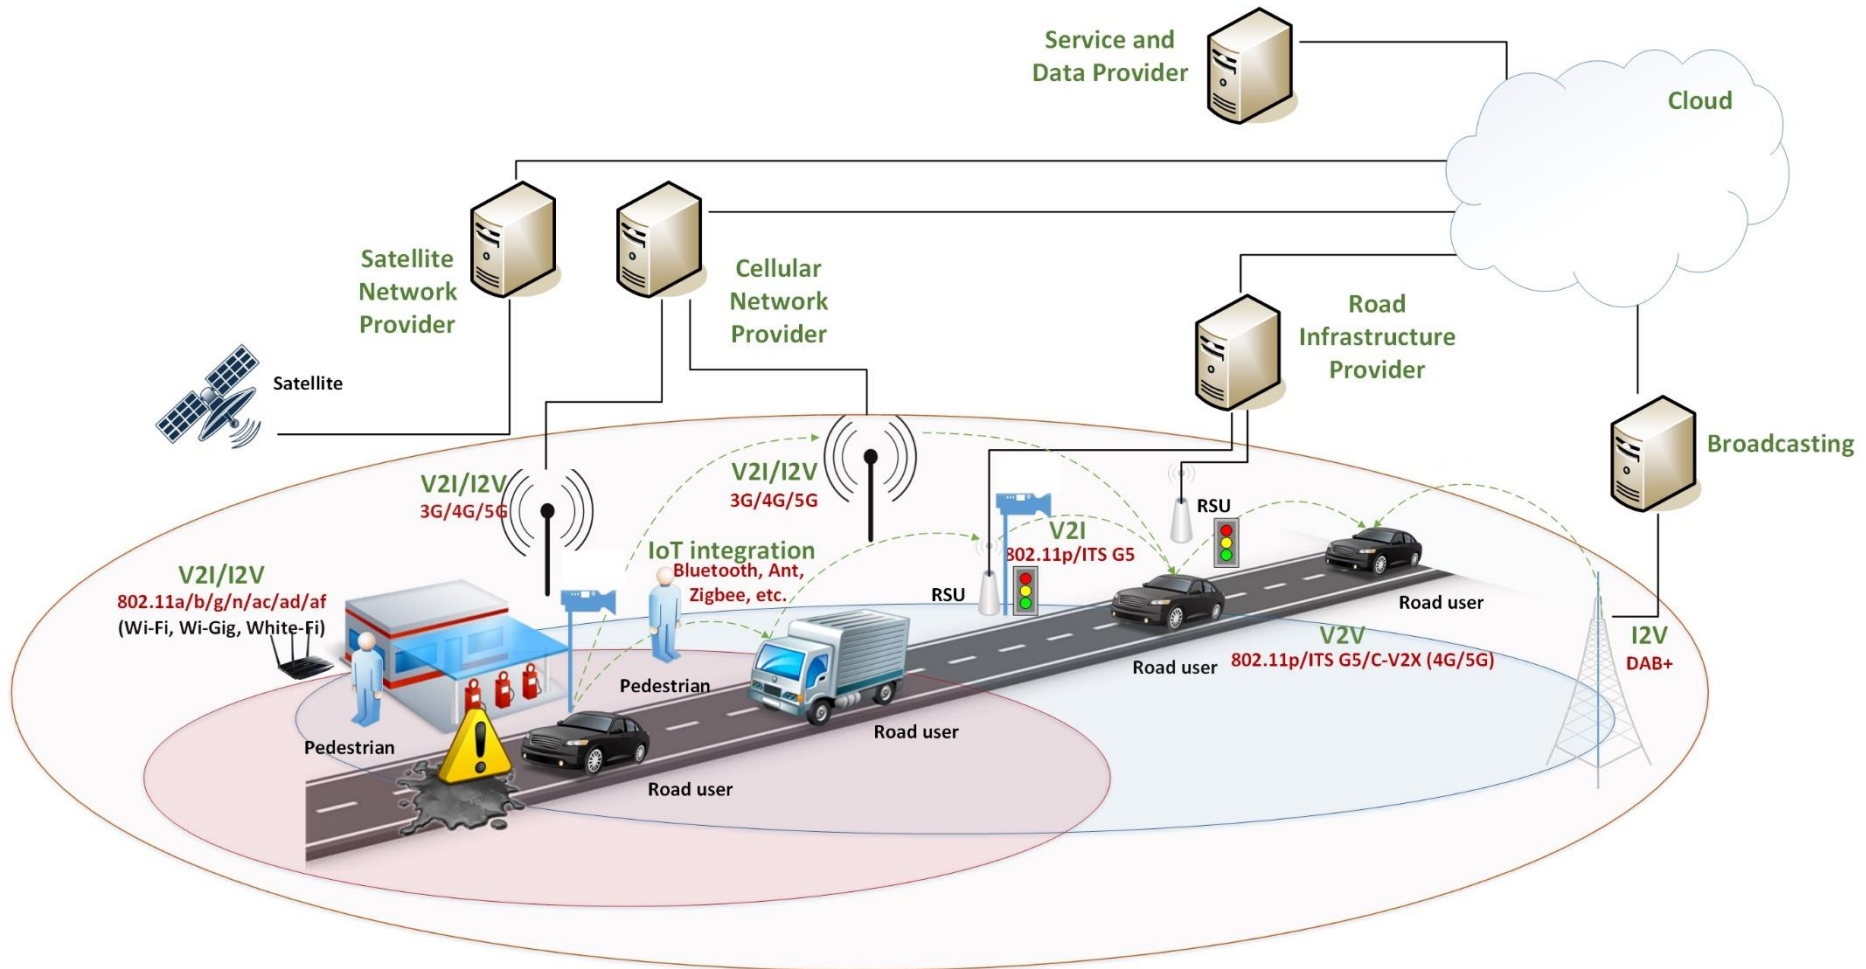 Service and
Data Provider
Cloud
Satellite
Network
Provider
Cellular
Network
Provider
Road
Infrastructure
Provider
Satellite
Broadcasting
V2I/I2V
3G/4G/5G
V2I/I2V
3G/4G/5G
RSU
V2I
802.11p/ITS G5
IoT integration
Bluetooth, Ant,
Zigbee, etc.
V2I/I2V
802.11a/b/g/n/ac/ad/af
(Wi-Fi, Wi-Gig, White-Fi)
RSU
Road user
V2V
802.11p/ITS G5/C-V2X (4G/5G)
I2V
DAB+
Road user
Pedestrian
Road user
Pedestrian
Road user